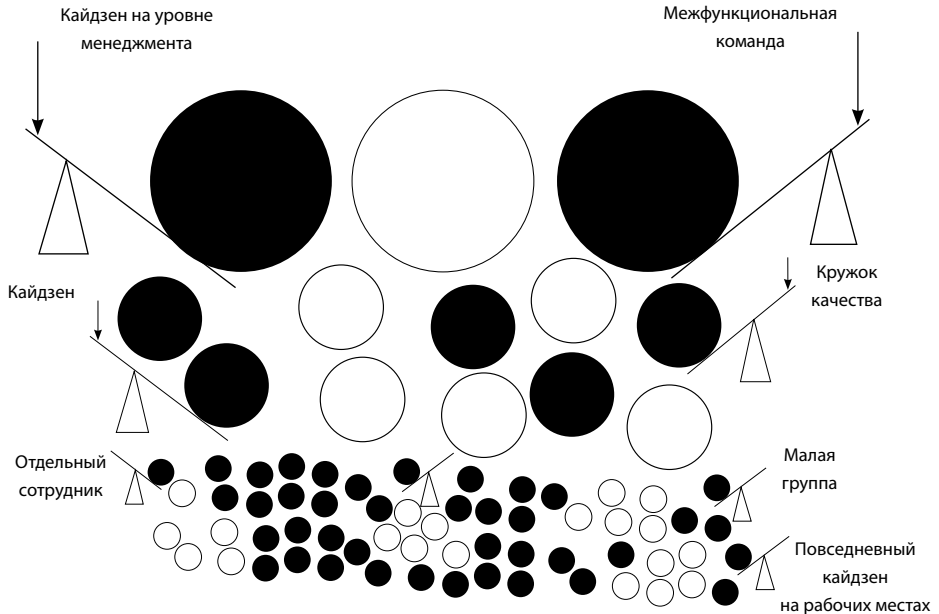 Кайдзен на уровне
менеджмента
Межфункциональная
команда
Кайдзен
Кружок
качества
Отдельный
сотрудник
Малая
группа
Повседневный
кайдзен
на рабочих местах